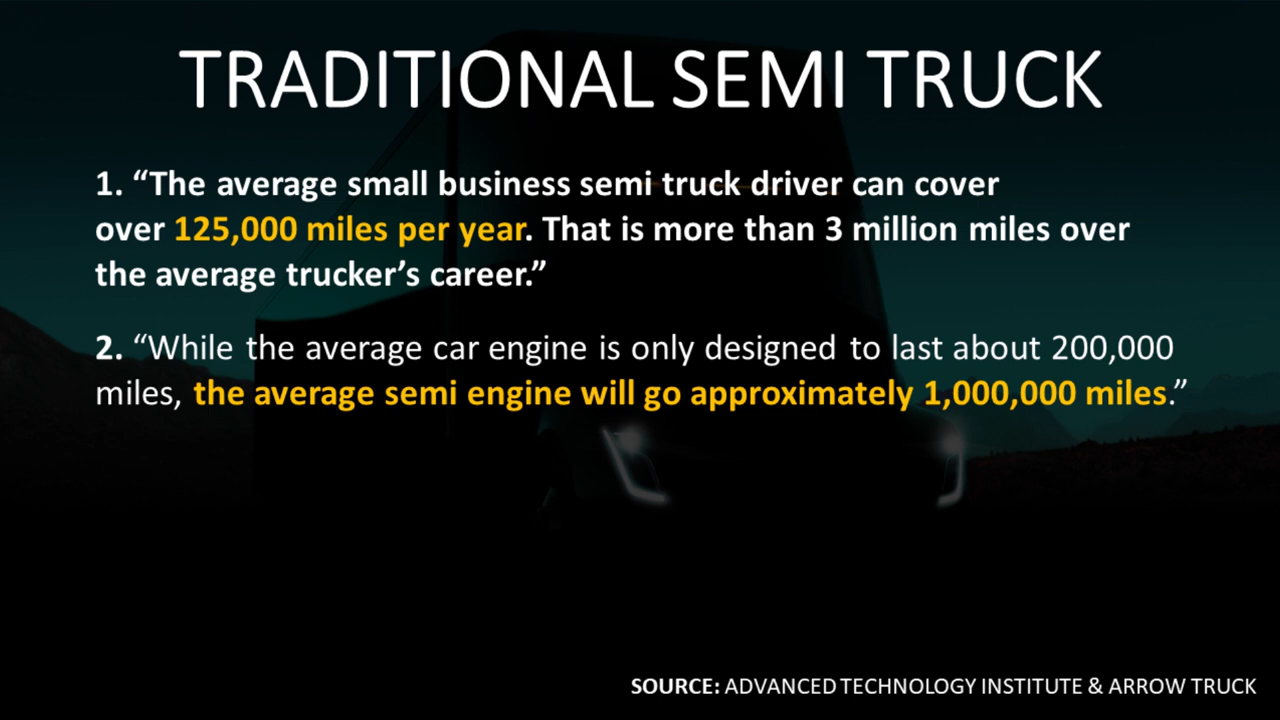 TRADITIONAL SEMI TRUCK
1. “The average small business semi truck driver can cover
over 125,000 miles per year. That is more than 3 million miles over
the average trucker’s career.”
2. “While the average car engine is only designed to last about 200,000
miles, the average semi engine will go approximately 1,000,000 miles.”
SOURCE: ADVANCED TECHNOLOGY INSTITUTE & ARROW TRUCK